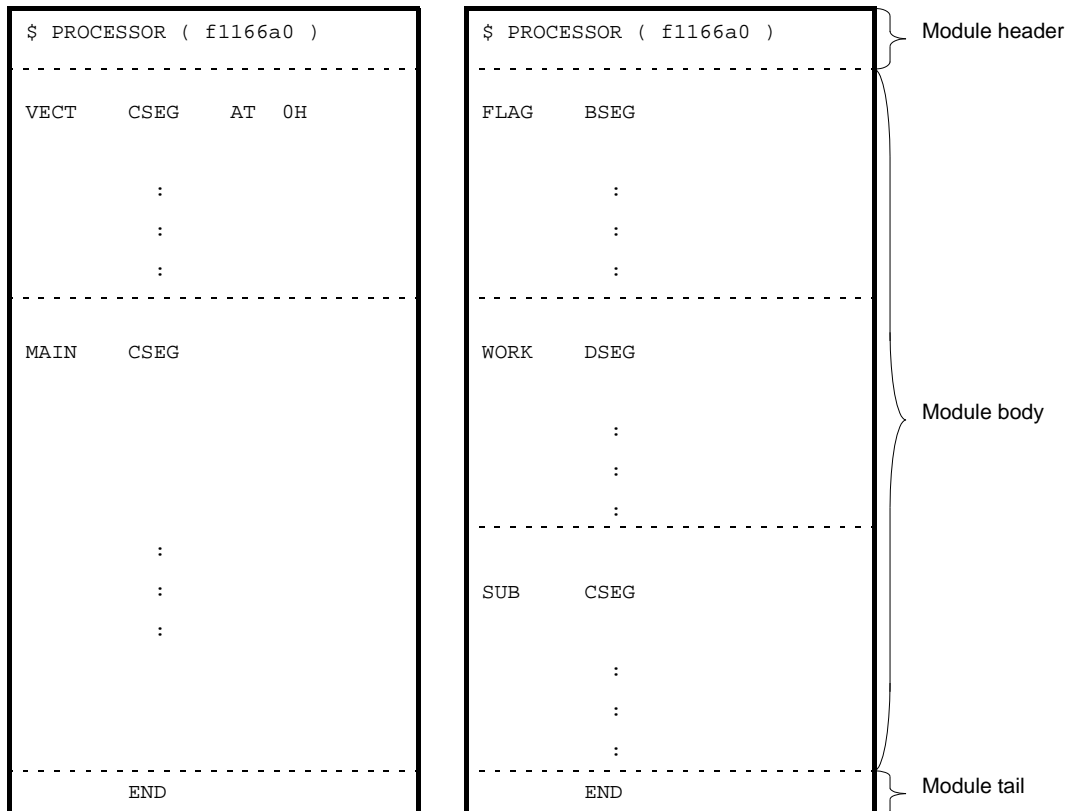 $ PROCESSOR ( f1166a0 )
VECT CSEG AT 0H
:
:
:
MAIN CSEG
:
:
:
END
$ PROCESSOR ( f1166a0 )
FLAG BSEG
:
:
:
WORK DSEG
:
:
:
SUB CSEG
:
:
:
END
Module header
Module body
Module tail